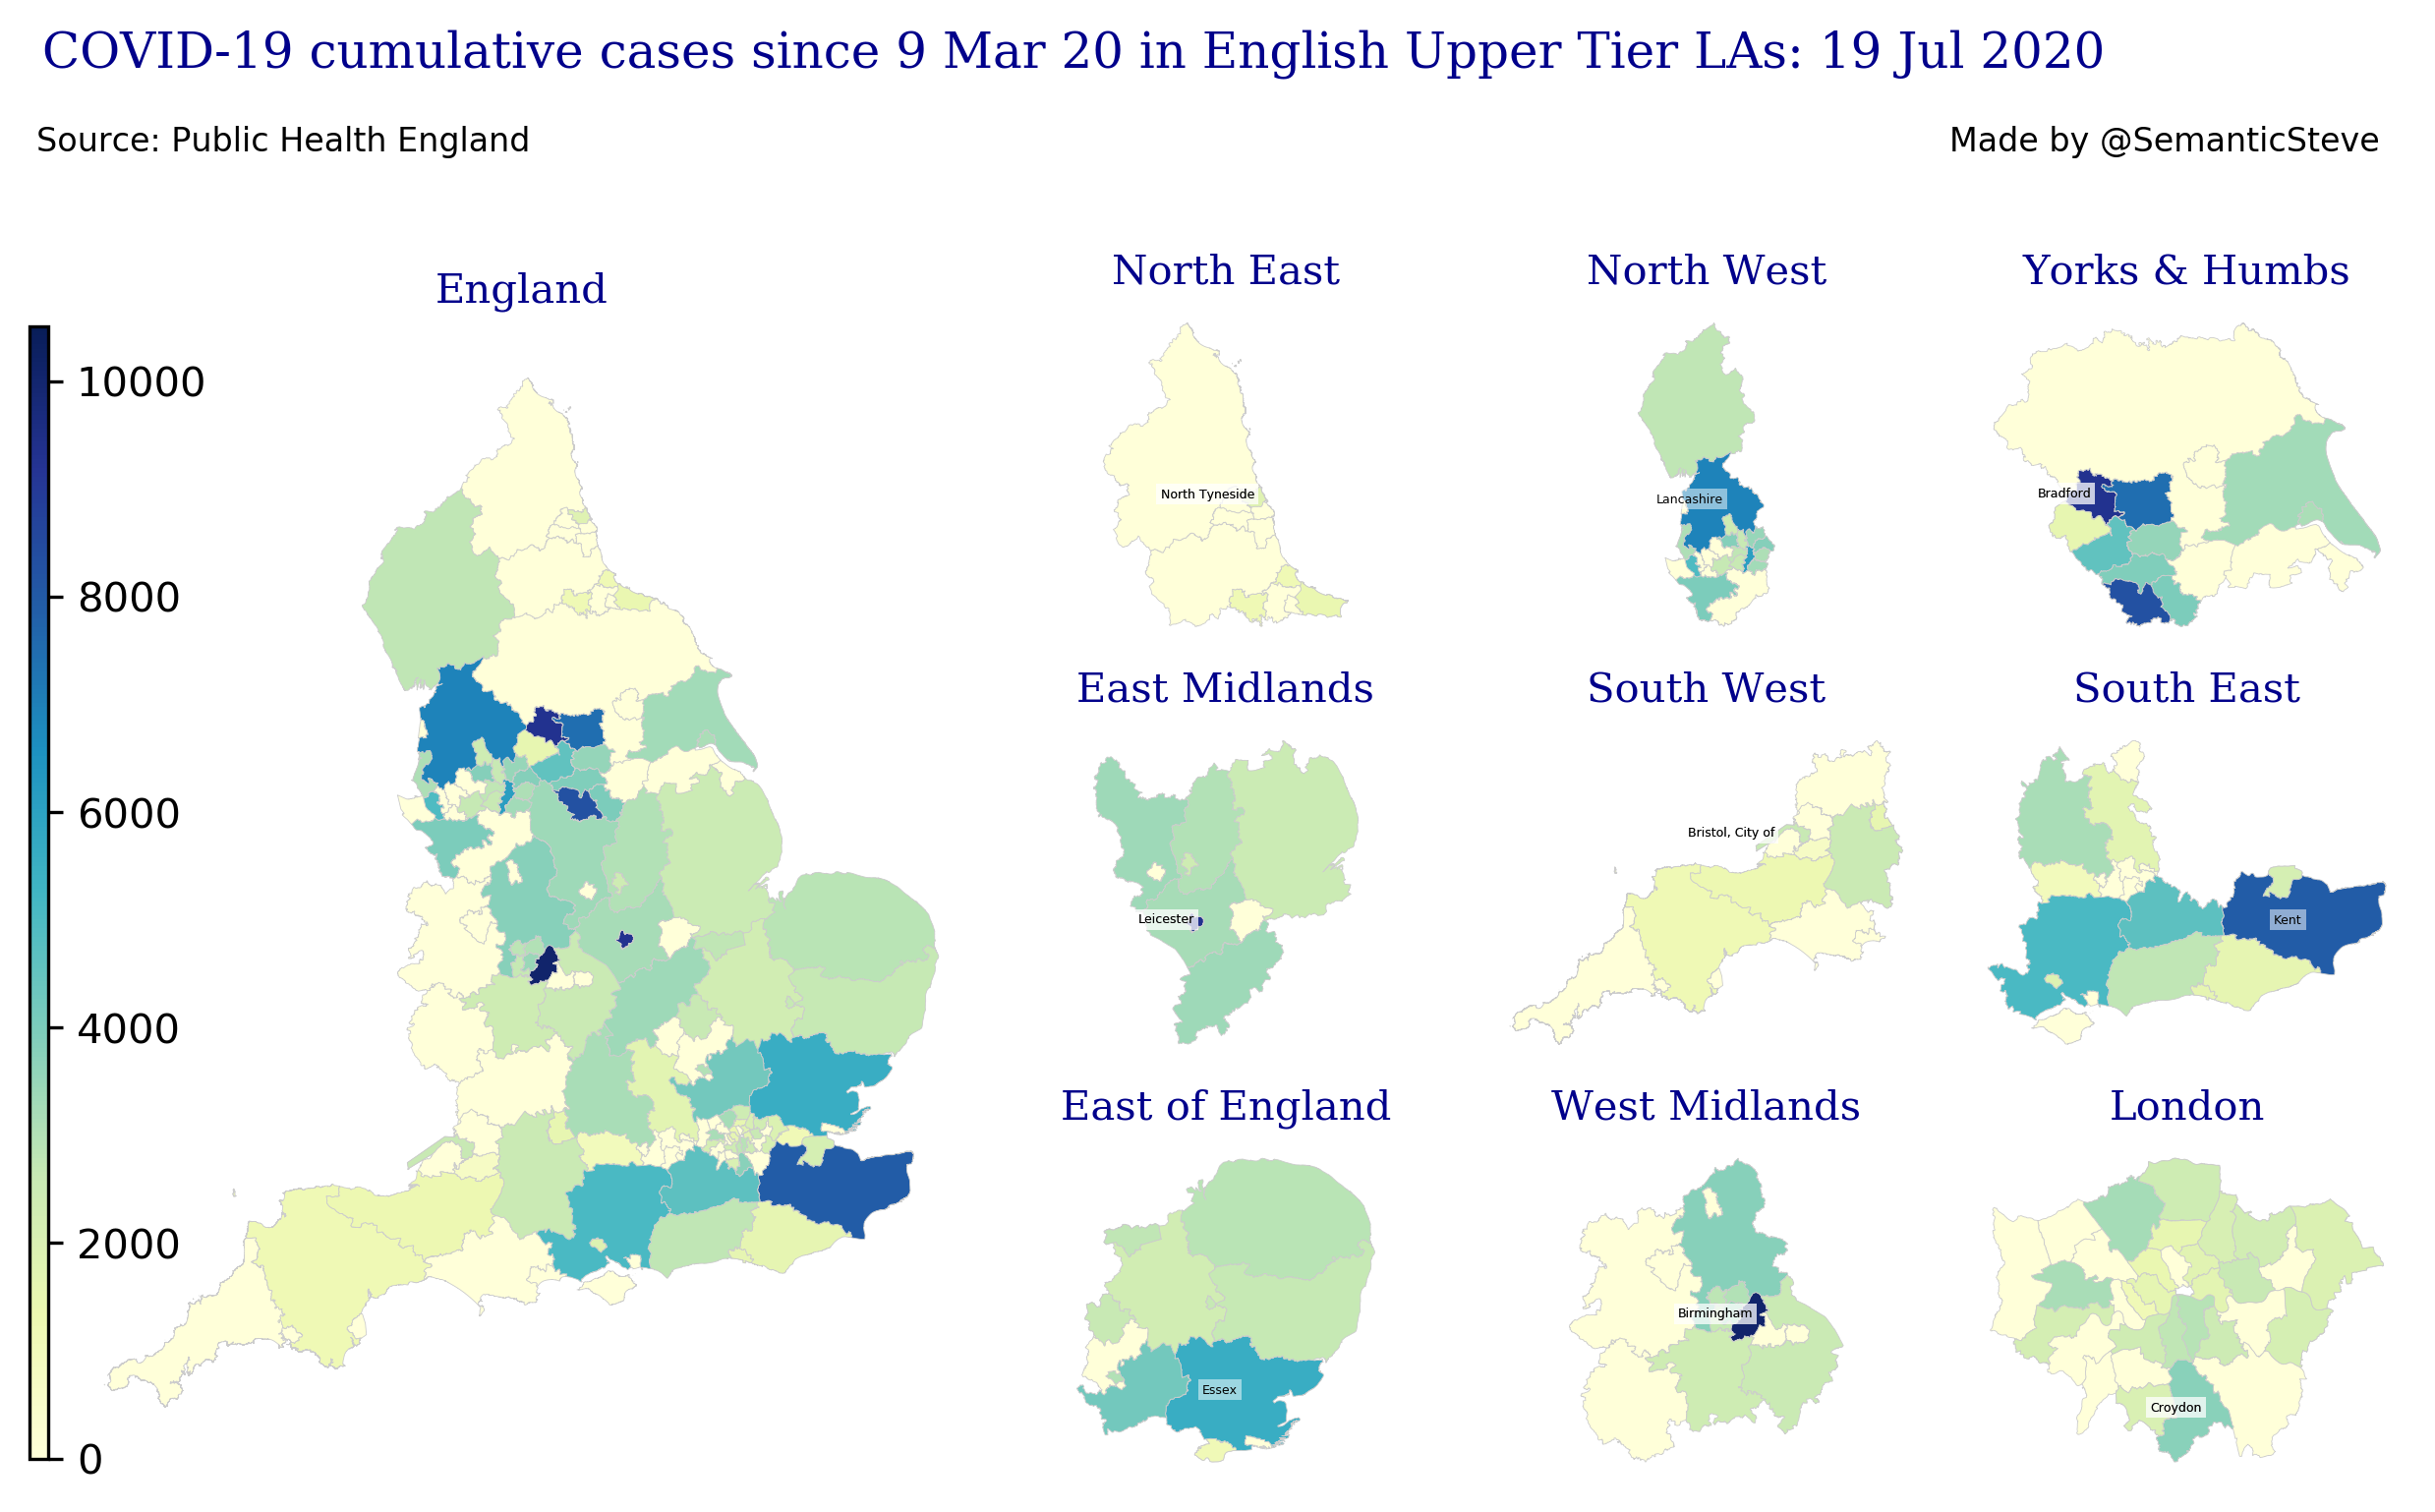 COVID-19 cumulative cases since 9 Mar 20 in English Upper Tier LAs: 19 Jul 2020
Source: Public Health England
Made by @SemanticSteve
England
10000
8000
6000
4000
2000
0
North East
North Tyneside
North West
Lancashire
Yorks & Humbs
Bradford
East Midlands
Leicester
South West
Bristol, City of
South East
Kent
East of England
Essex
West Midlands
Birmingham
London
Croydon